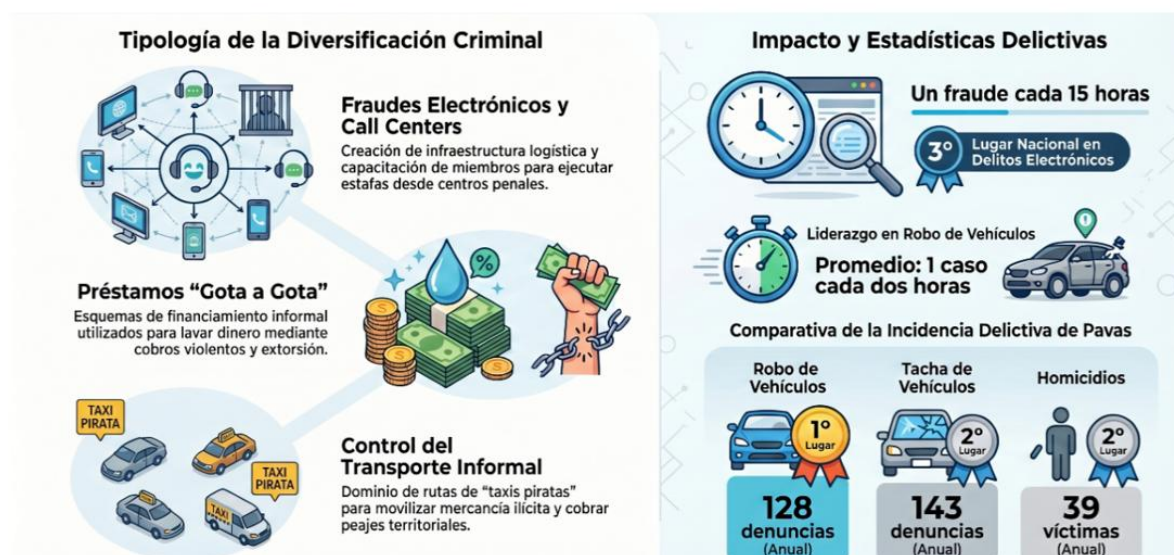 Tipología de la Diversificación Criminal
Fraudes Electrónicos y
Call Centers
Creación de infraestructura logística y
capacitación de miembros para ejecutar
estafas desde centros penales.
%
Préstamos “Gota a Gota”
Esquemas de financiamiento informal
utilizados para lavar dinero mediante
cobros violentos y extorsión.
TAXI
PIRATA
TAXI
PIRATA
TAXI
Control del
Transporte Informal
Dominio de rutas de “taxis piratas”
para movilizar mercancía ilícita y cobrar
peajes territoriales.
Impacto y Estadísticas Delictivas
Un fraude cada 15 horas
3°
Lugar Nacional en
Delitos Electrónicos
Liderazgo en Robo de Vehículos
Promedio: 1 caso
cada dos horas
Comparativa de la Incidencia Delictiva de Pavas
Robo de
Vehículos
1°
Lugar
128
denuncias
(Anual)
Tacha de
Vehículos
2°
Lugar
143
denuncias
(Anual)
Homicidios
2°
Lugar
39
víctimas
(Anual)